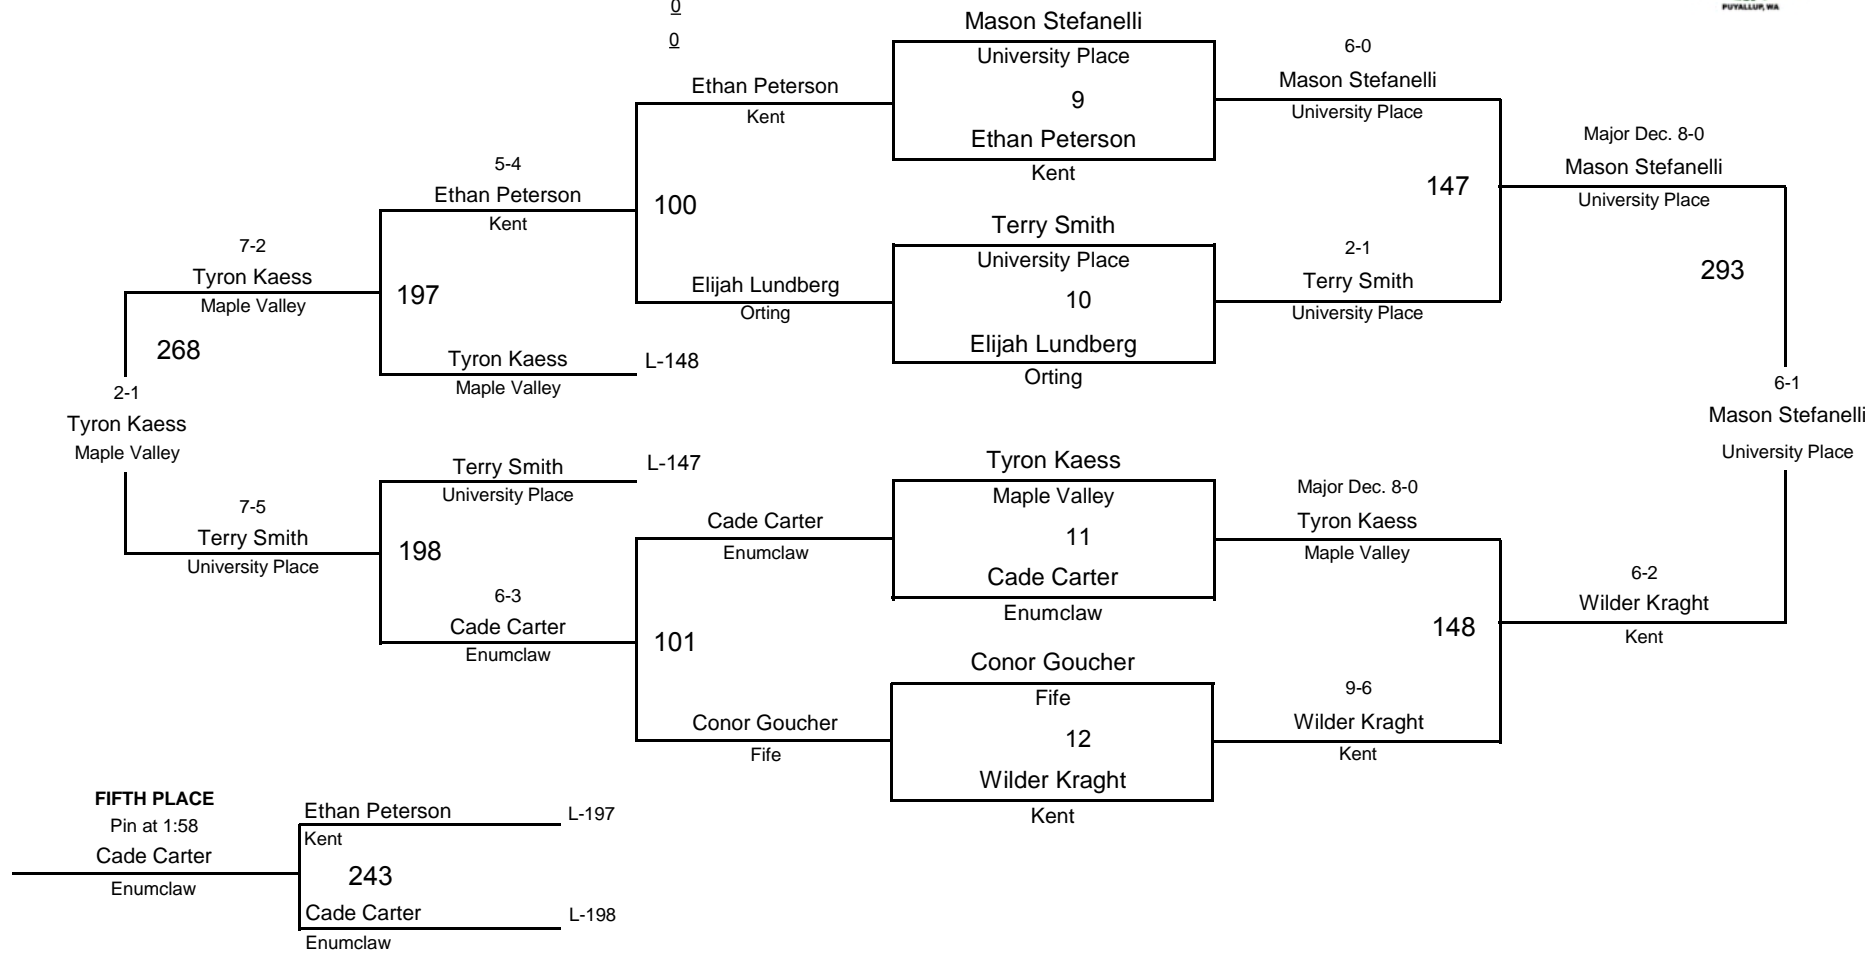 0
PUYALLUP, WA
0
Mason Stefanelli
University Place
9
Ethan Peterson
Kent
6-0
Mason Stefanelli
University Place
Ethan Peterson
Kent
Major Dec. 8-0
Mason Stefanelli
University Place
5-4
Ethan Peterson
Kent
100
147
Terry Smith
University Place
10
Elijah Lundberg
Orting
2-1
Terry Smith
University Place
7-2
Tyron Kaess
Maple Valley
197
Elijah Lundberg
Orting
293
268
Tyron Kaess
Maple Valley
L-148
2-1
Tyron Kaess
Maple Valley
6-1
Mason Stefanelli
University Place
Terry Smith
University Place
L-147
Tyron Kaess
Maple Valley
11
Cade Carter
Enumclaw
Major Dec. 8-0
Tyron Kaess
Maple Valley
7-5
Terry Smith
University Place
198
Cade Carter
Enumclaw
6-3
Cade Carter
Enumclaw
101
148
6-2
Wilder Kraght
Kent
Conor Goucher
Fife
12
Wilder Kraght
Kent
9-6
Wilder Kraght
Kent
Conor Goucher
Fife
FIFTH PLACE
Pin at 1:58
Cade Carter
Enumclaw
Ethan Peterson
L-197
Kent
243
Cade Carter
L-198
Enumclaw